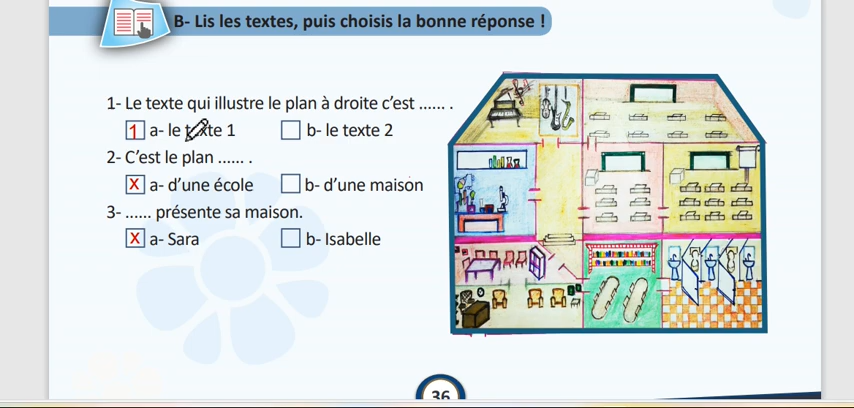 B- Lis les textes, puis choisis la bonne réponse !
1- Le texte qui illustre le plan à droite c'est ...... .
1 a- le texte 1 b- le texte 2
2- C'est le plan ...... .
X a- d'une école b- d'une maison
3- ...... présente sa maison.
X a- Sara b- Isabelle
36